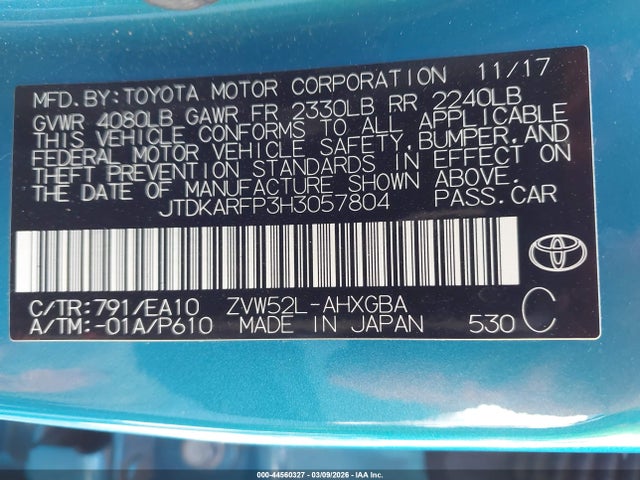 MFD.BY:TOYOTA MOTOR CORPORATION 11/17
GVWR 4080LB GAWR FR 2330LB RR 2240LB
THIS VEHICLE CONFORMS TO ALL APPLICABLE
FEDERAL MOTOR VEHICLE SAFETY,BUMPER,AND
THEFT PREVENTION STANDARDS IN EFFECT ON
THE DATE OF MANUFACTURE SHOWN ABOVE.
JTDKARFP3H3057804 PASS.CAR
TOYOTA
C/TR:791/EA10 ZVW52L-AHXGBA C
A/TM:-01A/P610 MADE IN JAPAN 530
000-44560327 - 03/09/2026 - IAA Inc.